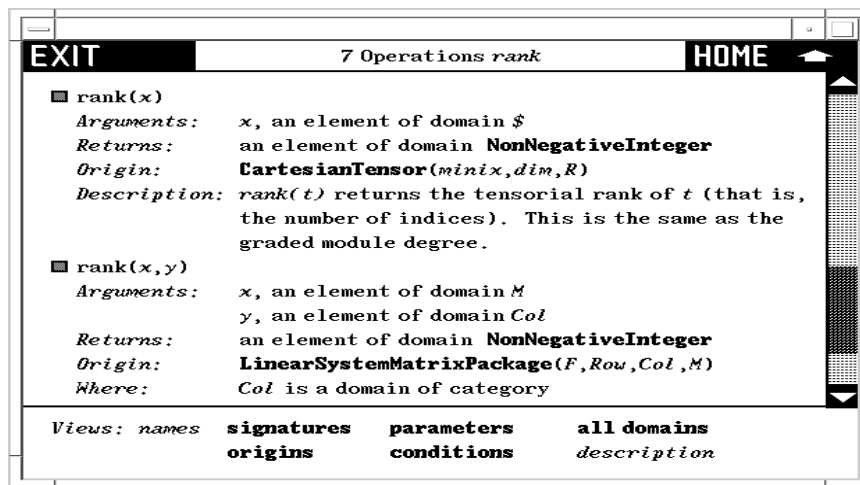 EXIT 7 Operations rank HOME
rank(x)
Arguments: x, an element of domain $
Returns: an element of domain NonNegativeInteger
Origin: CartesianTensor(minix,dim,R)
Description: rank(t) returns the tensorial rank of t (that is,
the number of indices). This is the same as the
graded module degree.
rank(x,y)
Arguments: x, an element of domain M
y, an element of domain Col
Returns: an element of domain NonNegativeInteger
Origin: LinearSystemMatrixPackage(F,Row,Col,M)
Where: Col is a domain of category
Views: names signatures parameters all domains
origins conditions description